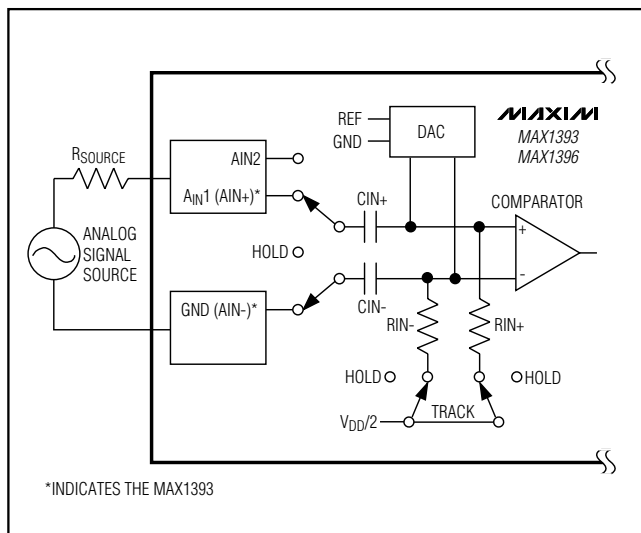 REF
GND
DAC
MAXIM
MAX1393
MAX1396
RSOURCE
AIN2
AIN1 (AIN+)*
CIN+
COMPARATOR
+
-
ANALOG
SIGNAL
SOURCE
HOLD
GND (AIN-)*
CIN-
RIN-
RIN+
HOLD
HOLD
VDD/2
TRACK
*INDICATES THE MAX1393